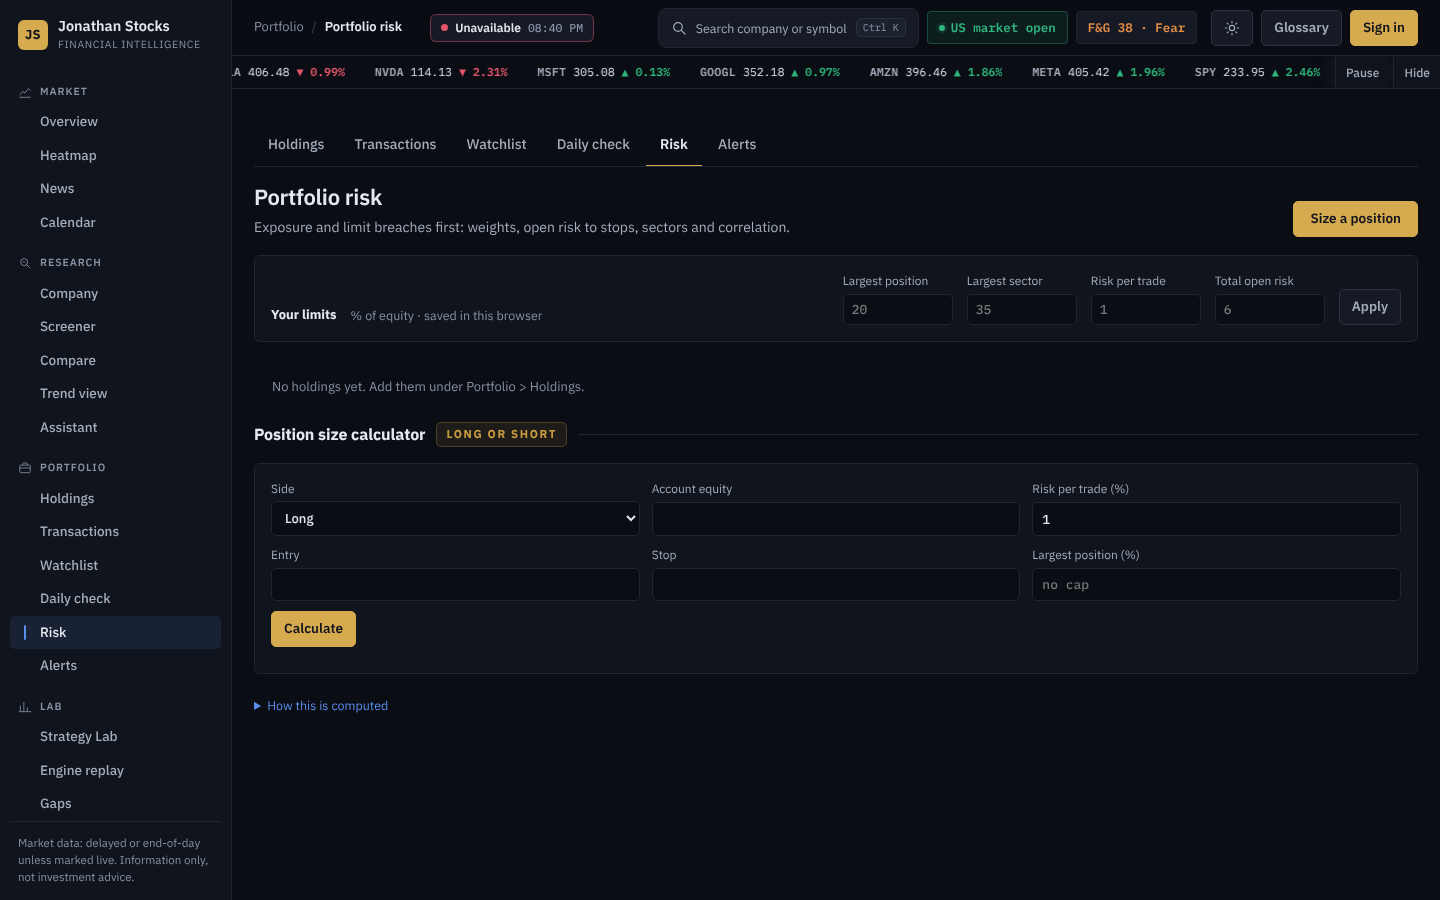 JS
Jonathan Stocks
FINANCIAL INTELLIGENCE
MARKET
Overview
Heatmap
News
Calendar
RESEARCH
Company
Screener
Compare
Trend view
Assistant
PORTFOLIO
Holdings
Transactions
Watchlist
Daily check
Risk
Alerts
LAB
Strategy Lab
Engine replay
Gaps
Market data: delayed or end-of-day
unless marked live. Information only,
not investment advice.
Portfolio / Portfolio risk
Unavailable 08:40 PM
Search company or symbol Ctrl K
US market open
F&G 38 · Fear
Glossary
Sign in
A 406.48 ▼ 0.99% NVDA 114.13 ▼ 2.31% MSFT 305.08 ▲ 0.13% GOOGL 352.18 ▲ 0.97% AMZN 396.46 ▲ 1.86% META 405.42 ▲ 1.96% SPY 233.95 ▲ 2.46% Pause Hide
Holdings Transactions Watchlist Daily check Risk Alerts
Portfolio risk
Exposure and limit breaches first: weights, open risk to stops, sectors and correlation.
Size a position
Your limits % of equity · saved in this browser
Largest position Largest sector Risk per trade Total open risk
20 35 1 6 Apply
No holdings yet. Add them under Portfolio > Holdings.
Position size calculator LONG OR SHORT
Side Account equity Risk per trade (%)
Long 1
Entry Stop Largest position (%)
no cap
Calculate
▶ How this is computed